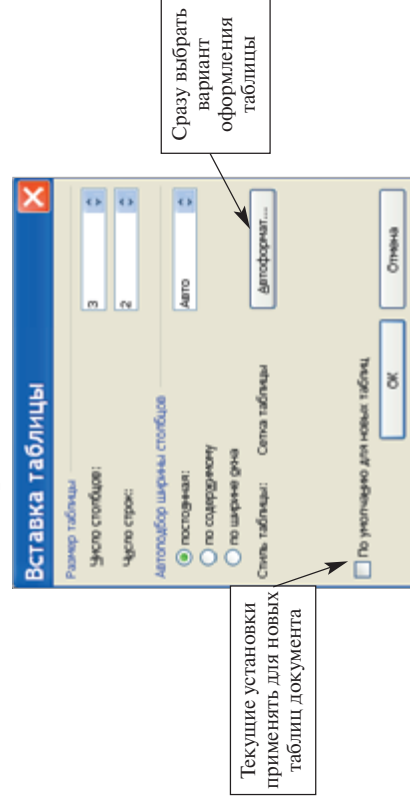 Вставка таблицы
Размер таблицы
Число столбцов: 3
Число строк: 2
Автоподбор ширины столбцов
постоянная: Авто
по содержимому
по ширине окна
Стиль таблицы: Сетка таблицы Автоформат...
По умолчанию для новых таблиц
ОК Отмена
Сразу выбрать
вариант
оформления
таблицы
Текущие установки
применять для новых
таблиц документа